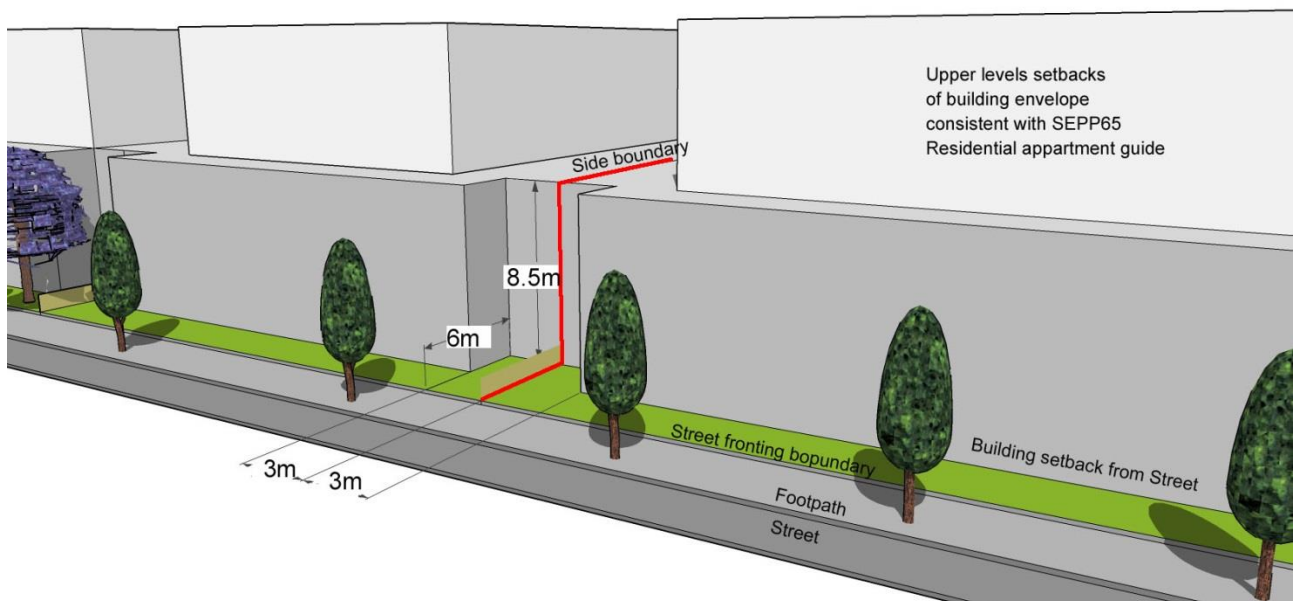 Upper levels setbacks
of building envelope
consistent with SEPP65
Residential appartment guide
Side boundary
8.5m
6m
3m
3m
Street fronting bopundary
Building setback from Street
Footpath
Street